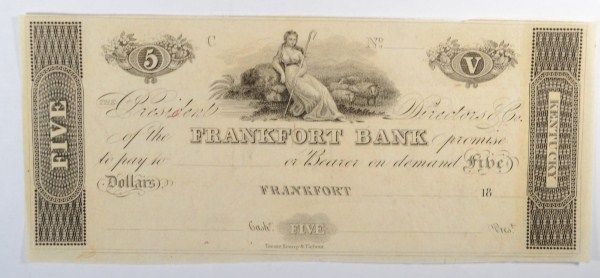 5 C No. V
The President Directors & Co.
of the FRANKFORT BANK promise
to pay to or Bearer on demand Five
Dollars
FRANKFORT 18
Cash.r FIVE Pres.t
FIVE
KENTUCKY